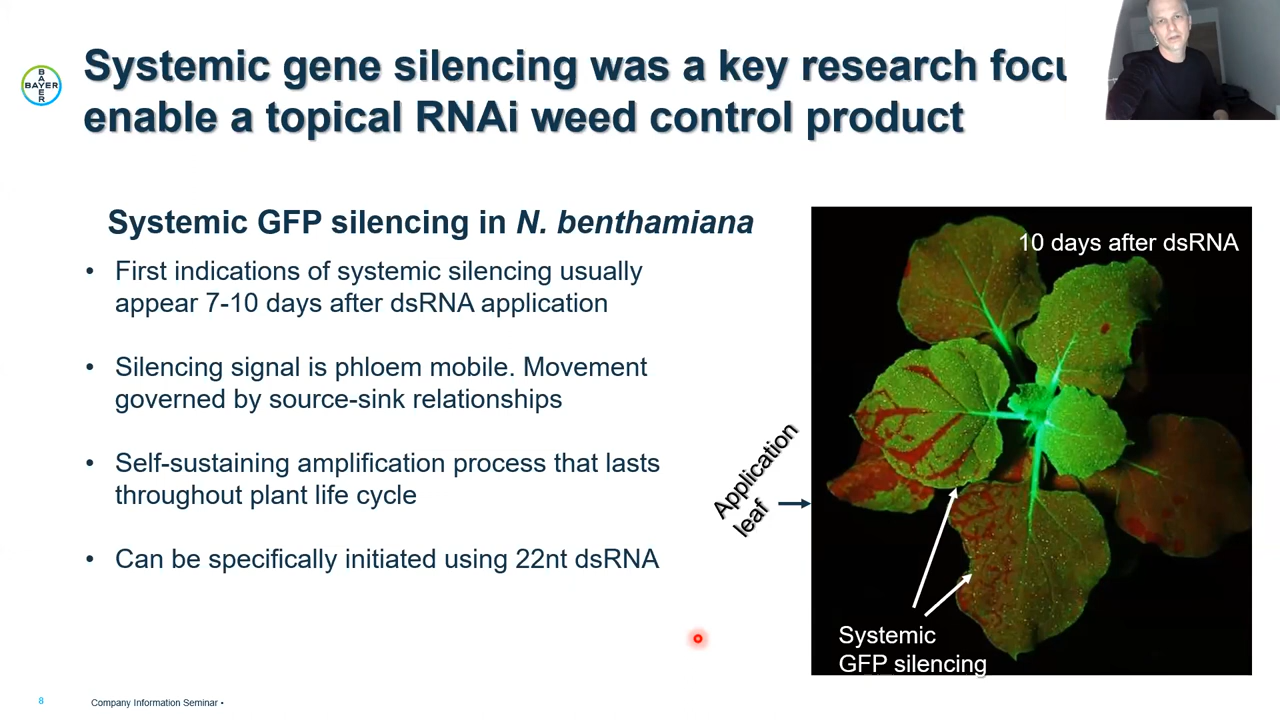 Systemic gene silencing was a key research focu
enable a topical RNAi weed control product
BAYER
BAYER
Systemic GFP silencing in N. benthamiana
• First indications of systemic silencing usually
appear 7-10 days after dsRNA application
• Silencing signal is phloem mobile. Movement
governed by source-sink relationships
• Self-sustaining amplification process that lasts
throughout plant life cycle
• Can be specifically initiated using 22nt dsRNA
10 days after dsRNA
Application
leaf
Systemic
GFP silencing
8
Company Information Seminar •